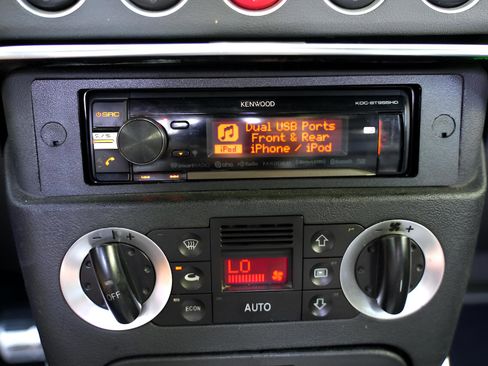 SRC
KENWOOD
KDC-BT955HD
Dual USB Ports
Front & Rear
iPhone / iPod
iPod
LO
OFF
ECON
AUTO